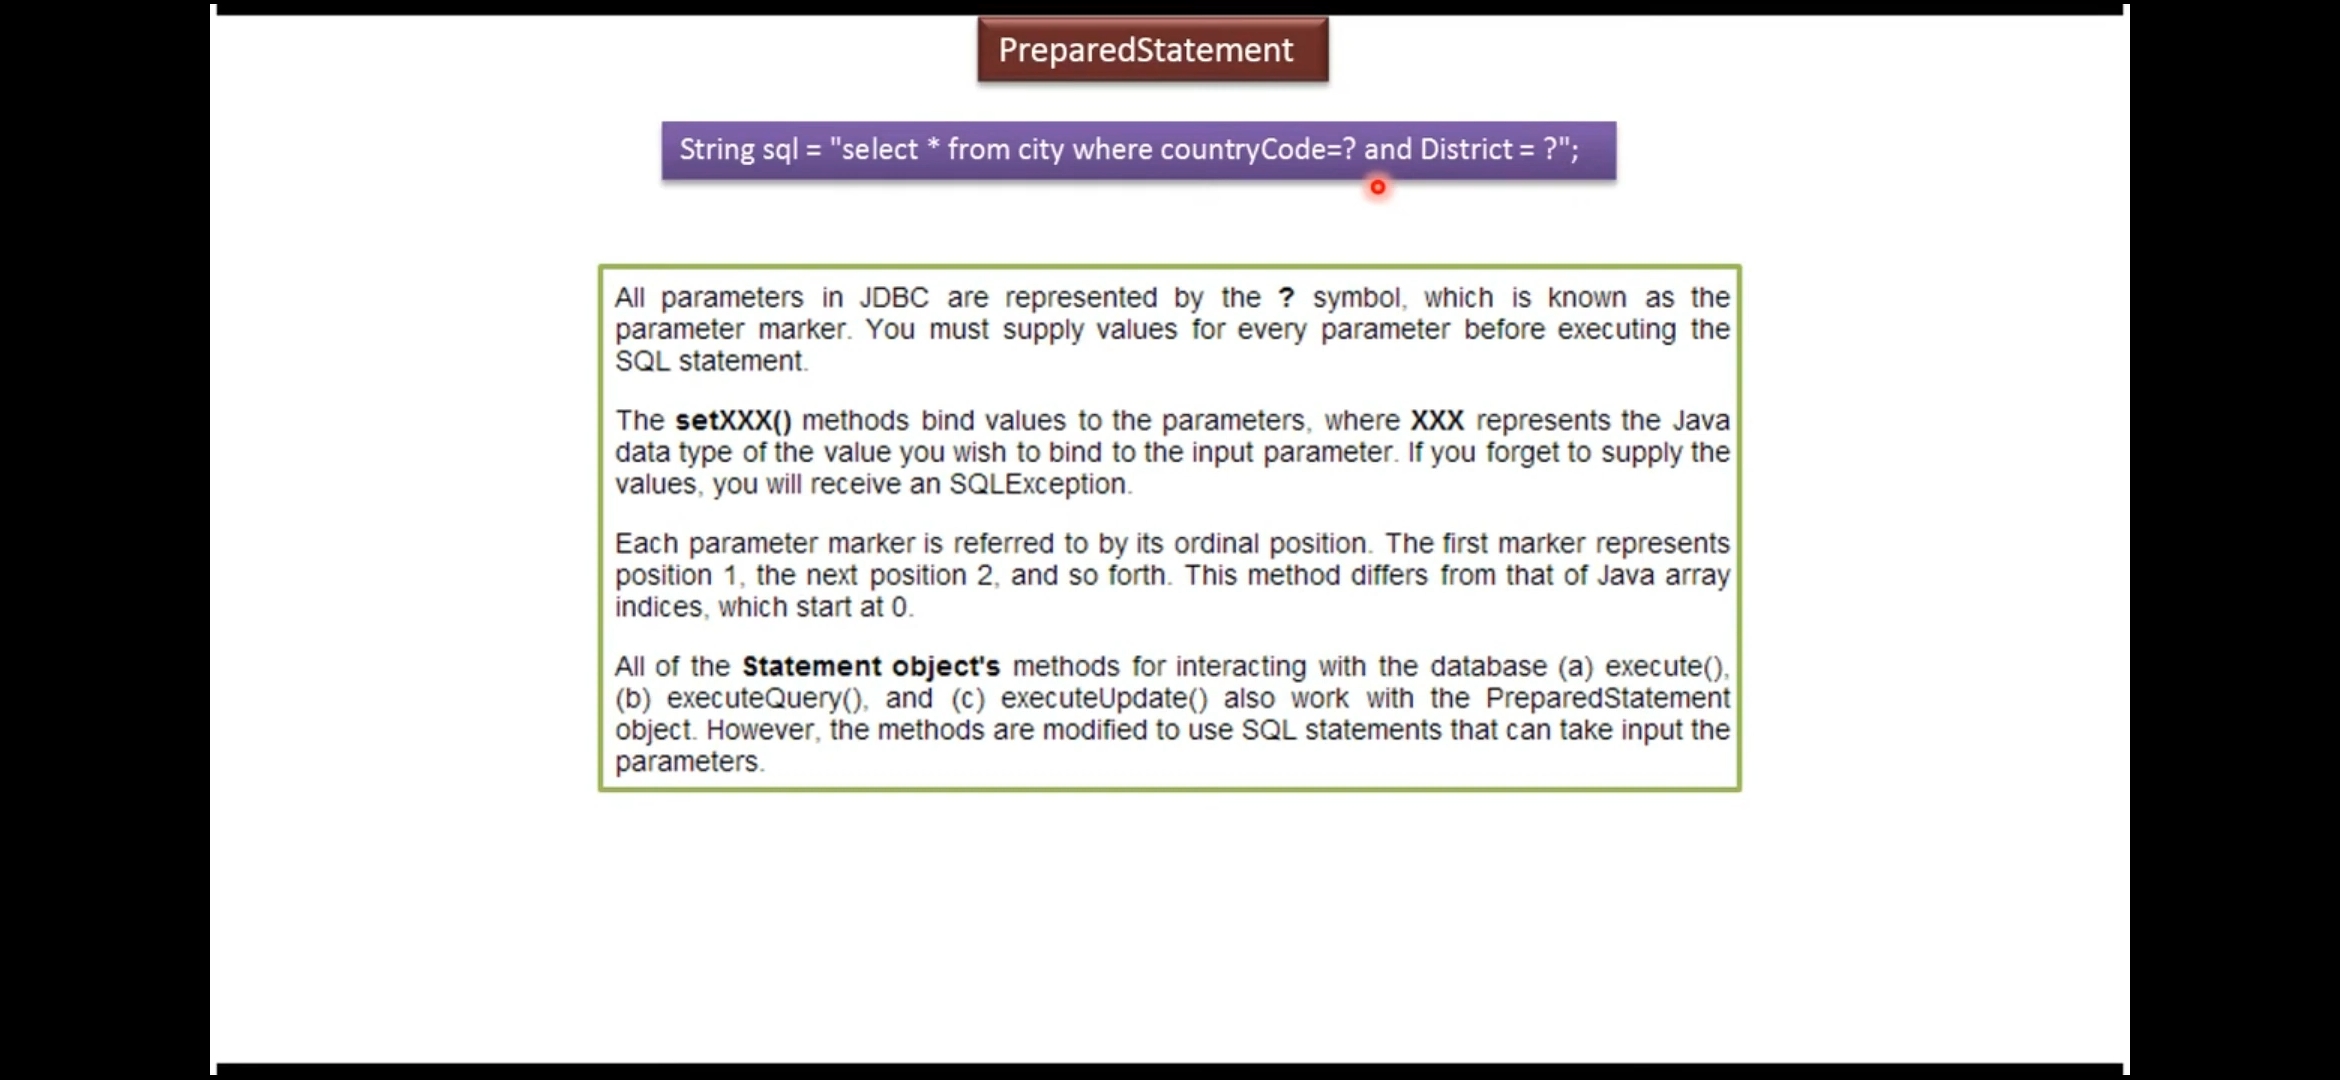 PreparedStatement
String sql = "select * from city where countryCode=? and District = ?";
All parameters in JDBC are represented by the ? symbol, which is known as the
parameter marker. You must supply values for every parameter before executing the
SQL statement.
The setXXX() methods bind values to the parameters, where XXX represents the Java
data type of the value you wish to bind to the input parameter. If you forget to supply the
values, you will receive an SQLException.
Each parameter marker is referred to by its ordinal position. The first marker represents
position 1, the next position 2, and so forth. This method differs from that of Java array
indices, which start at 0.
All of the Statement object's methods for interacting with the database (a) execute(),
(b) executeQuery(), and (c) executeUpdate() also work with the PreparedStatement
object. However, the methods are modified to use SQL statements that can take input the
parameters.